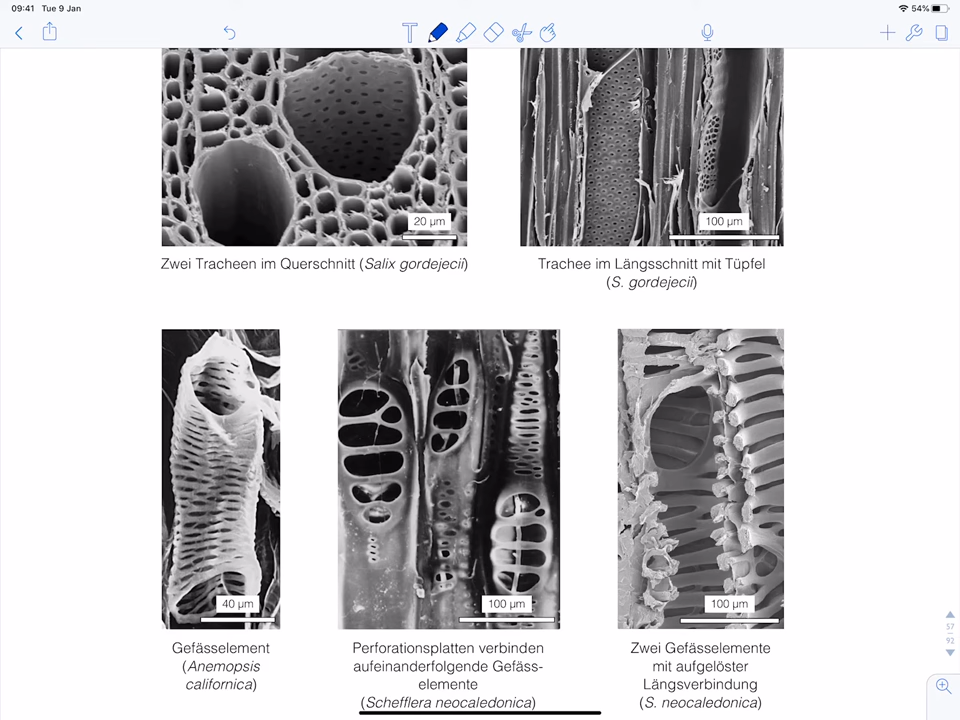 09:41 Tue 9 Jan
54%
T
20 µm
100 µm
Zwei Tracheen im Querschnitt (Salix gordejecii)
Trachee im Längsschnitt mit Tüpfel
(S. gordejecii)
40 µm
100 µm
100 µm
Gefässelement
(Anemopsis
californica)
Perforationsplatten verbinden
aufeinanderfolgende Gefäss-
elemente
(Schefflera neocaledonica)
Zwei Gefässelemente
mit aufgelöster
Längsverbindung
(S. neocaledonica)
57
92